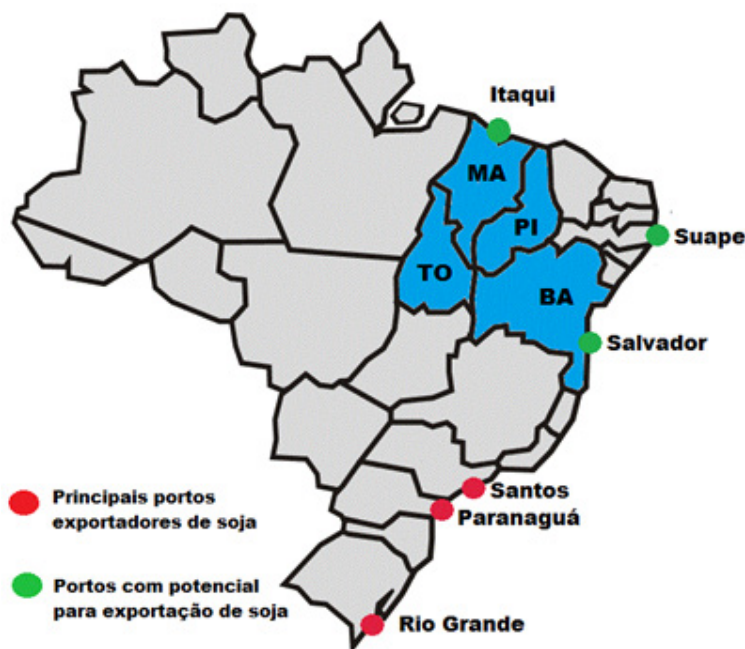 Itaqui
MA
PI
Suape
TO
BA
Salvador
Santos
Paranaguá
Principais portos
exportadores de soja
Portos com potencial
para exportação de soja
Rio Grande